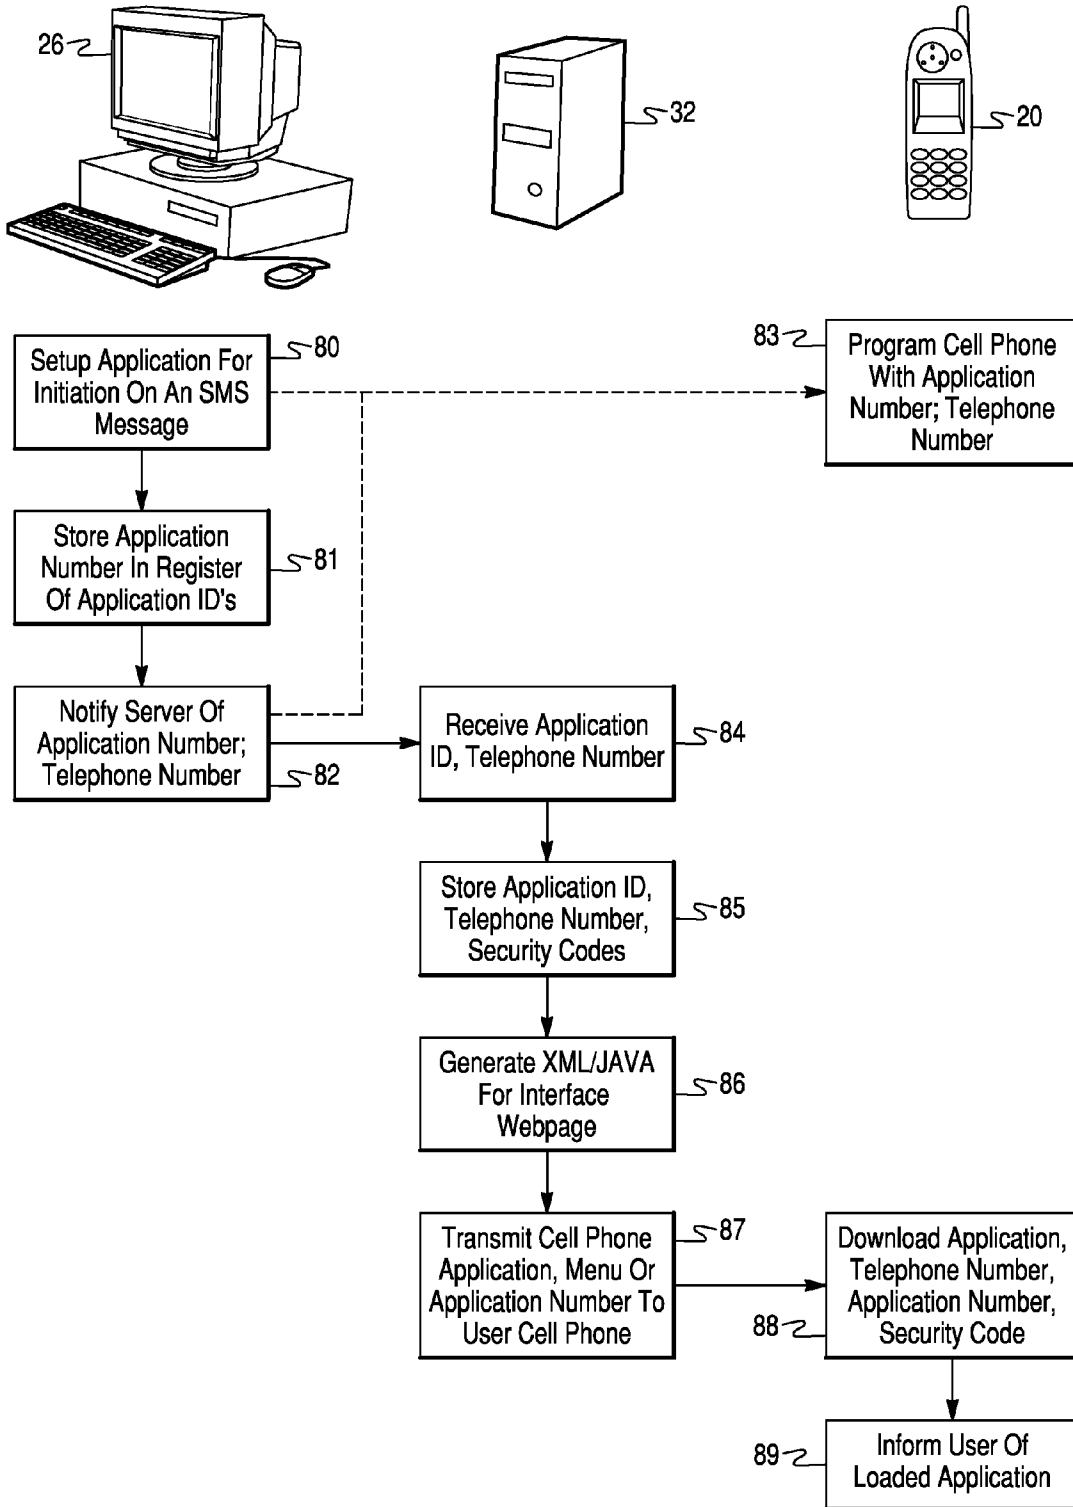 26
32
20
80
Setup Application For
Initiation On An SMS
Message
83
Program Cell Phone
With Application
Number; Telephone
Number
Store Application
Number In Register
Of Application ID's
81
Notify Server Of
Application Number;
Telephone Number
82
Receive Application
ID, Telephone Number
84
Store Application ID,
Telephone Number,
Security Codes
85
Generate XML/JAVA
For Interface
Webpage
86
Transmit Cell Phone
Application, Menu Or
Application Number To
User Cell Phone
87
Download Application,
Telephone Number,
Application Number,
Security Code
88
Inform User Of
Loaded Application
89